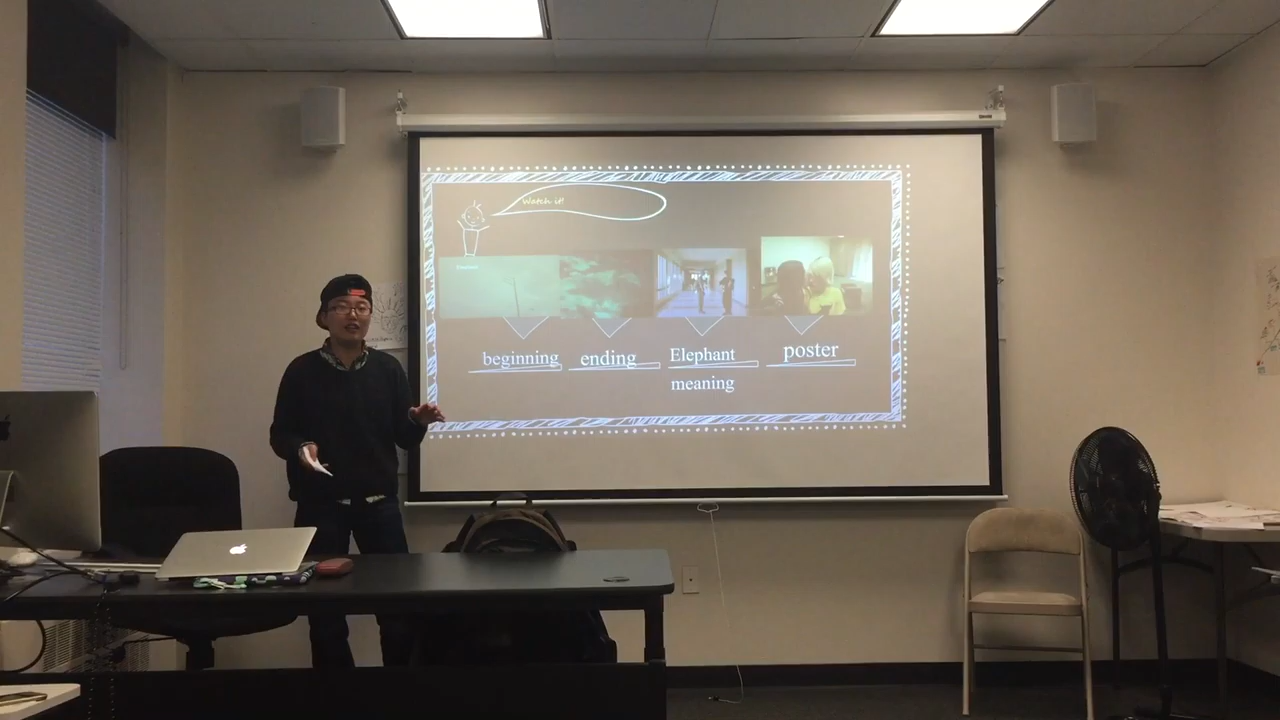 Watch it!
beginning
ending
Elephant
meaning
poster